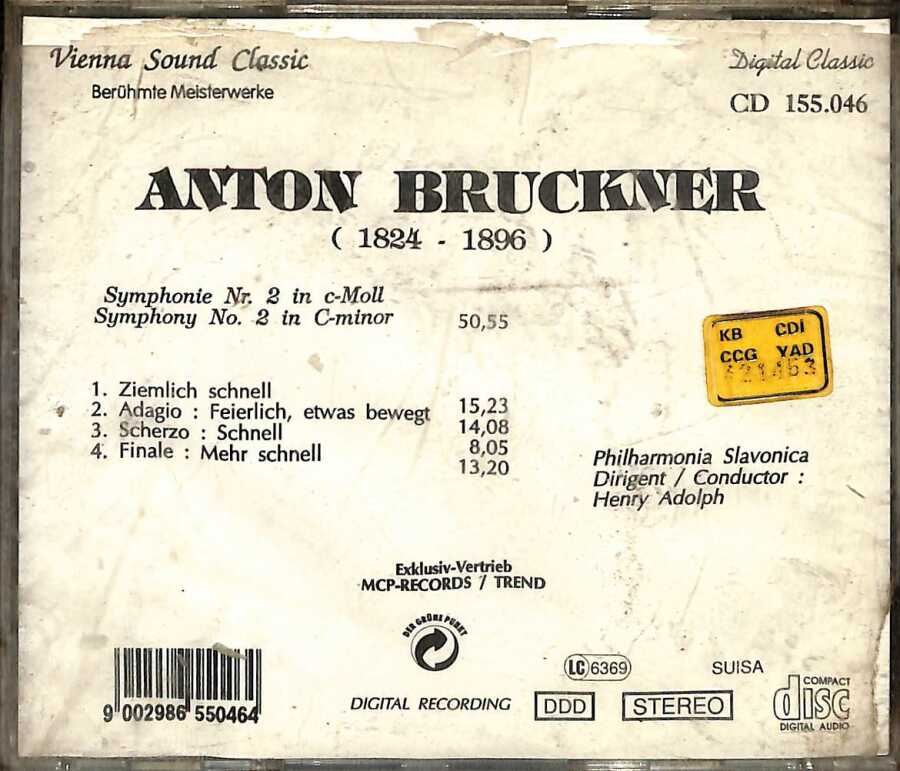 Vienna Sound Classic
Berühmte Meisterwerke
Digital Classic
CD 155.046
ANTON BRUCKNER
( 1824 - 1896 )
Symphonie Nr. 2 in c-Moll
Symphony No. 2 in C-minor 50,55
KB CDI
CCG YAD
1. Ziemlich schnell 15,23
2. Adagio : Feierlich, etwas bewegt 14,08
3. Scherzo : Schnell 8,05
4. Finale : Mehr schnell 13,20
Philharmonia Slavonica
Dirigent / Conductor :
Henry Adolph
Exklusiv-Vertrieb
MCP-RECORDS / TREND
DER GRÜNE PUNKT
9 002986 550464
DIGITAL RECORDING
DDD
LC 6369
STEREO
SUISA
COMPACT
disc
DIGITAL AUDIO